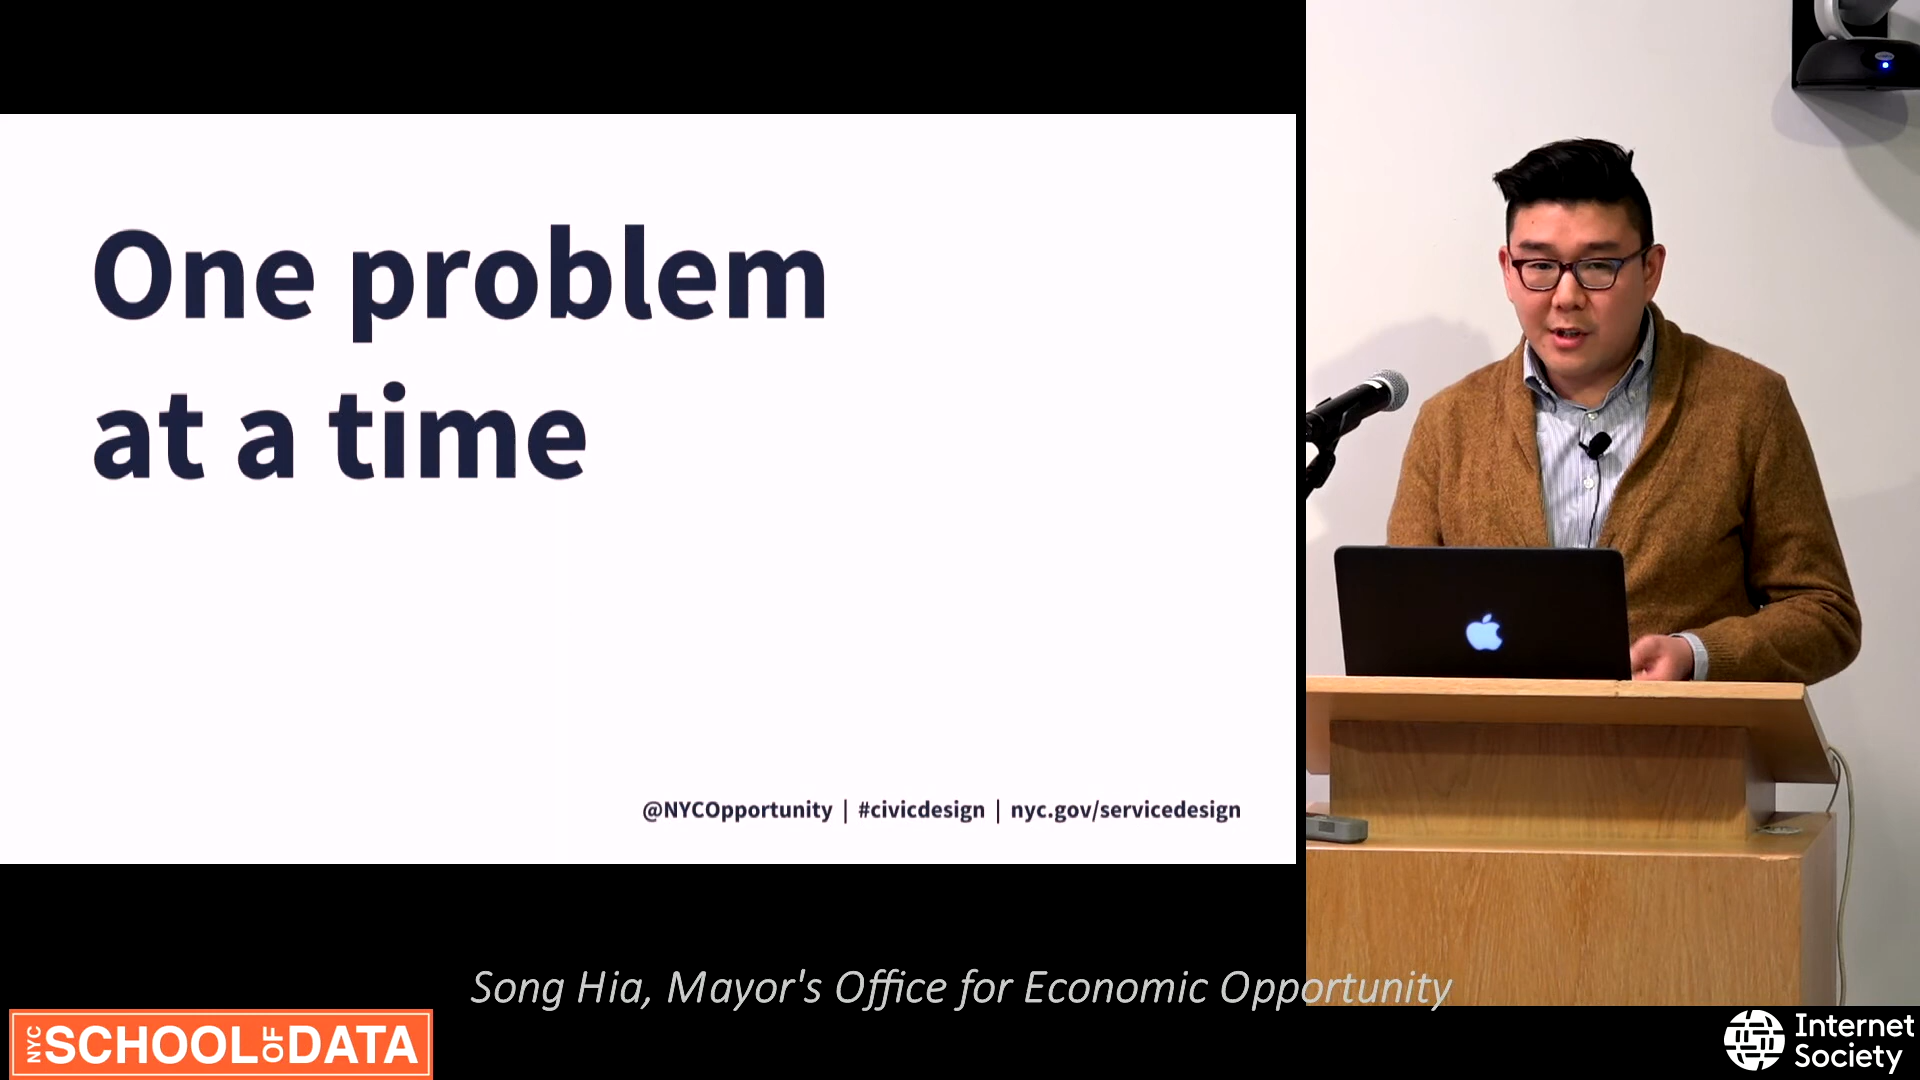 One problem
at a time
@NYCOpportunity | #civicdesign | nyc.gov/servicedesign
Song Hia, Mayor's Office for Economic Opportunity
NYC SCHOOL OF DATA
Internet
Society